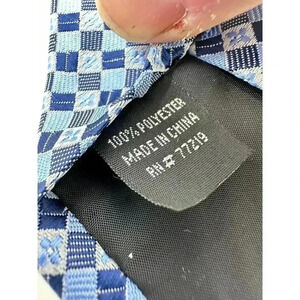 100% POLYESTER
MADE IN CHINA
RN # 77219